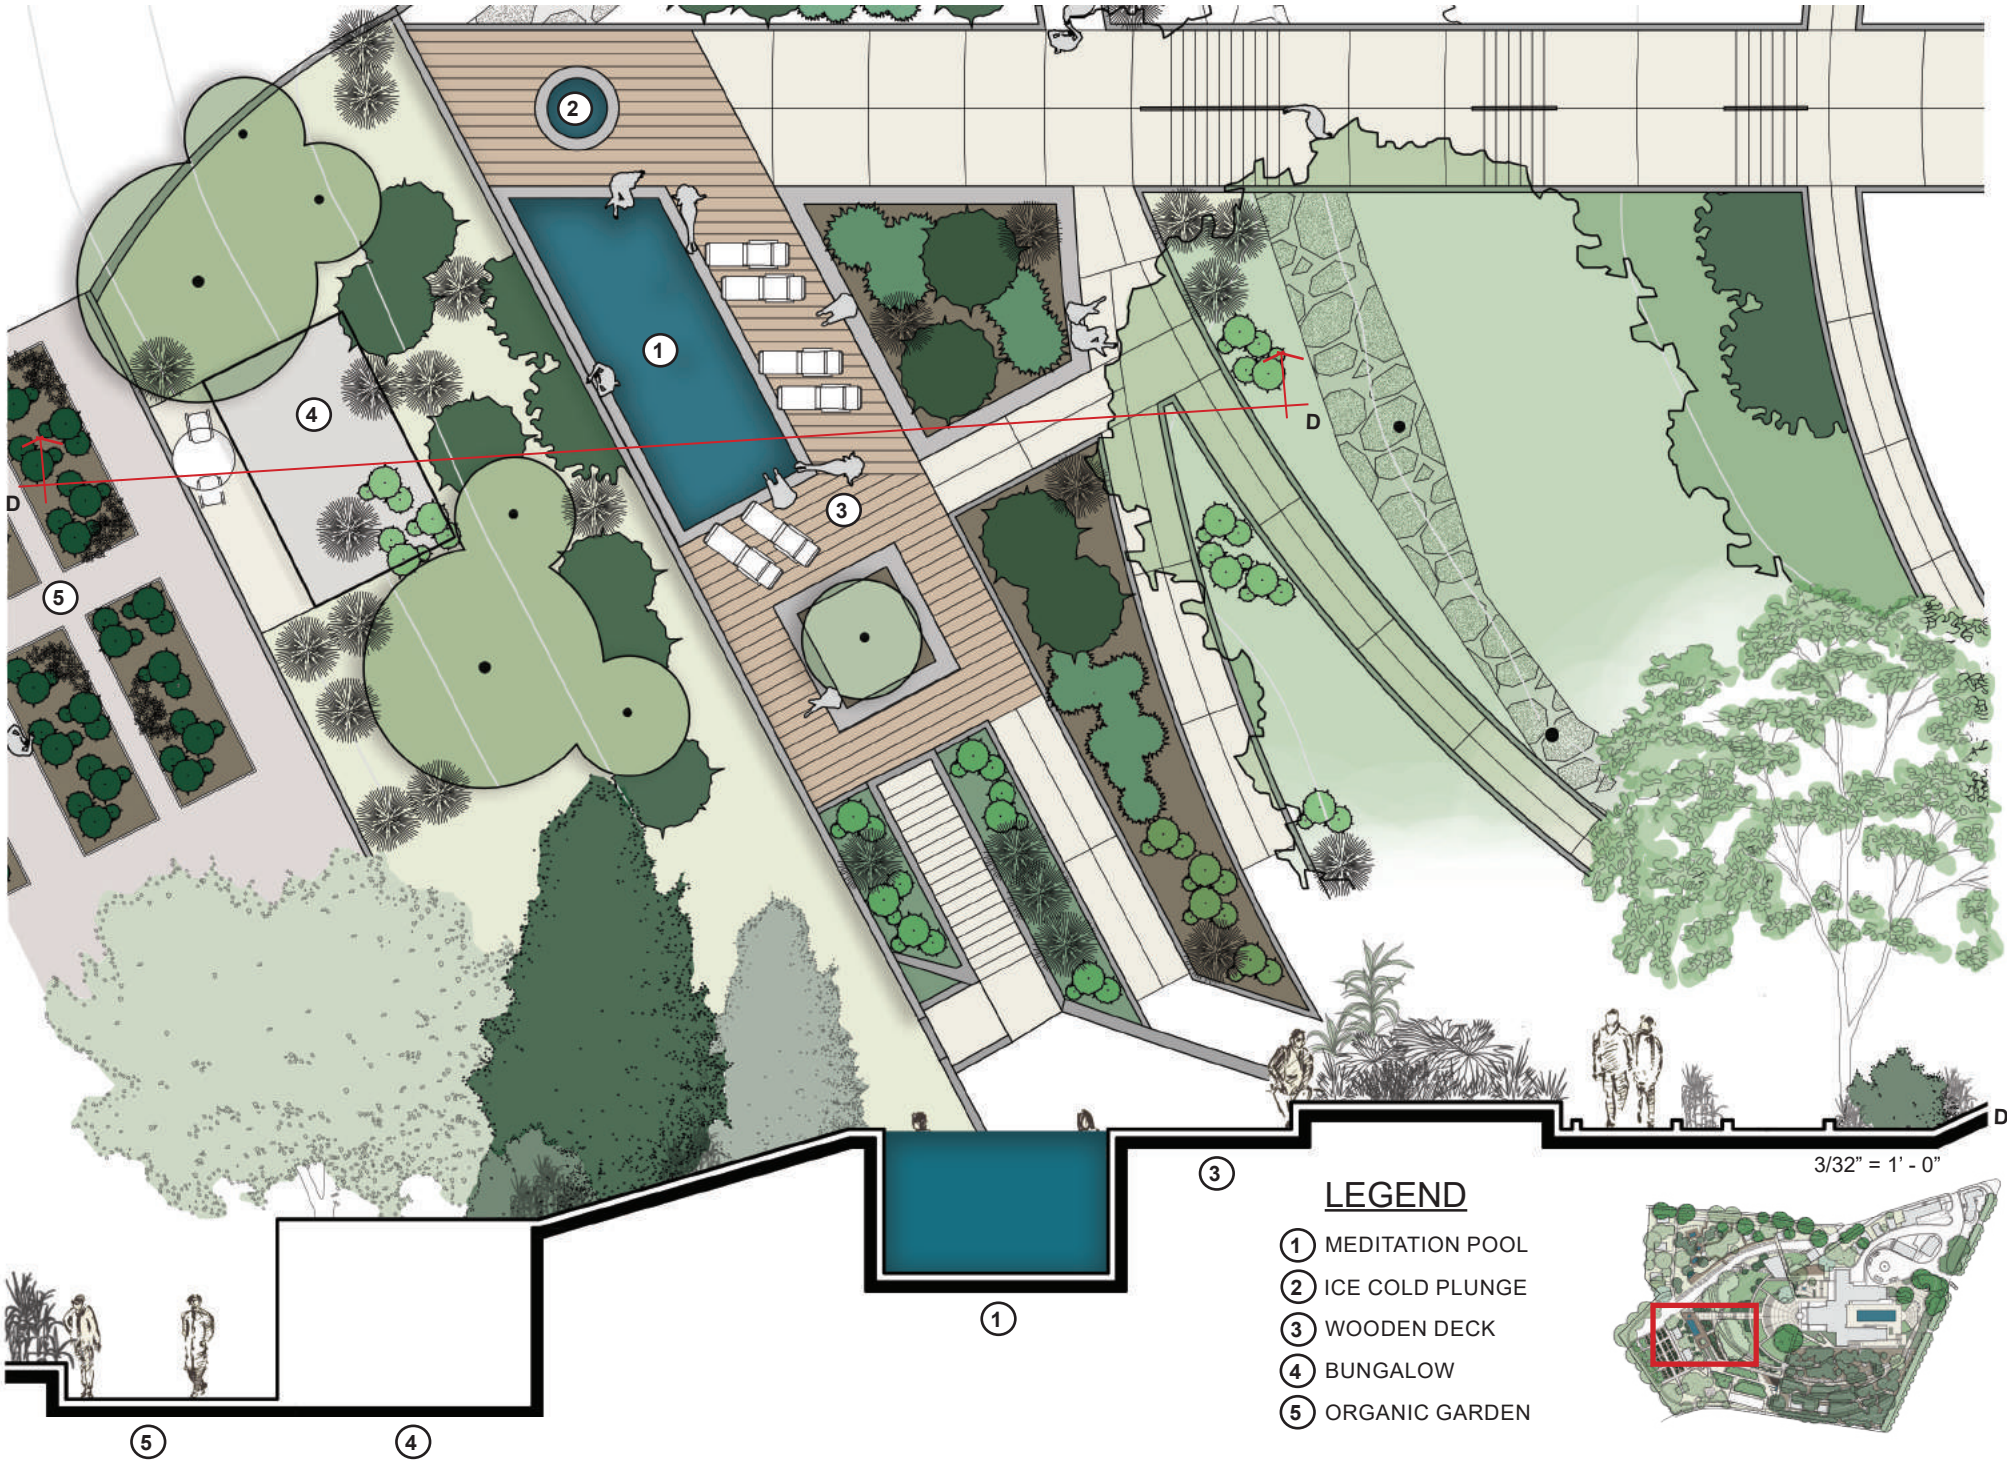 2
1
4
D
D
3
5
D
3/32” = 1’ - 0”
3
LEGEND
1 MEDITATION POOL
2 ICE COLD PLUNGE
3 WOODEN DECK
4 BUNGALOW
5 ORGANIC GARDEN
1
5
4